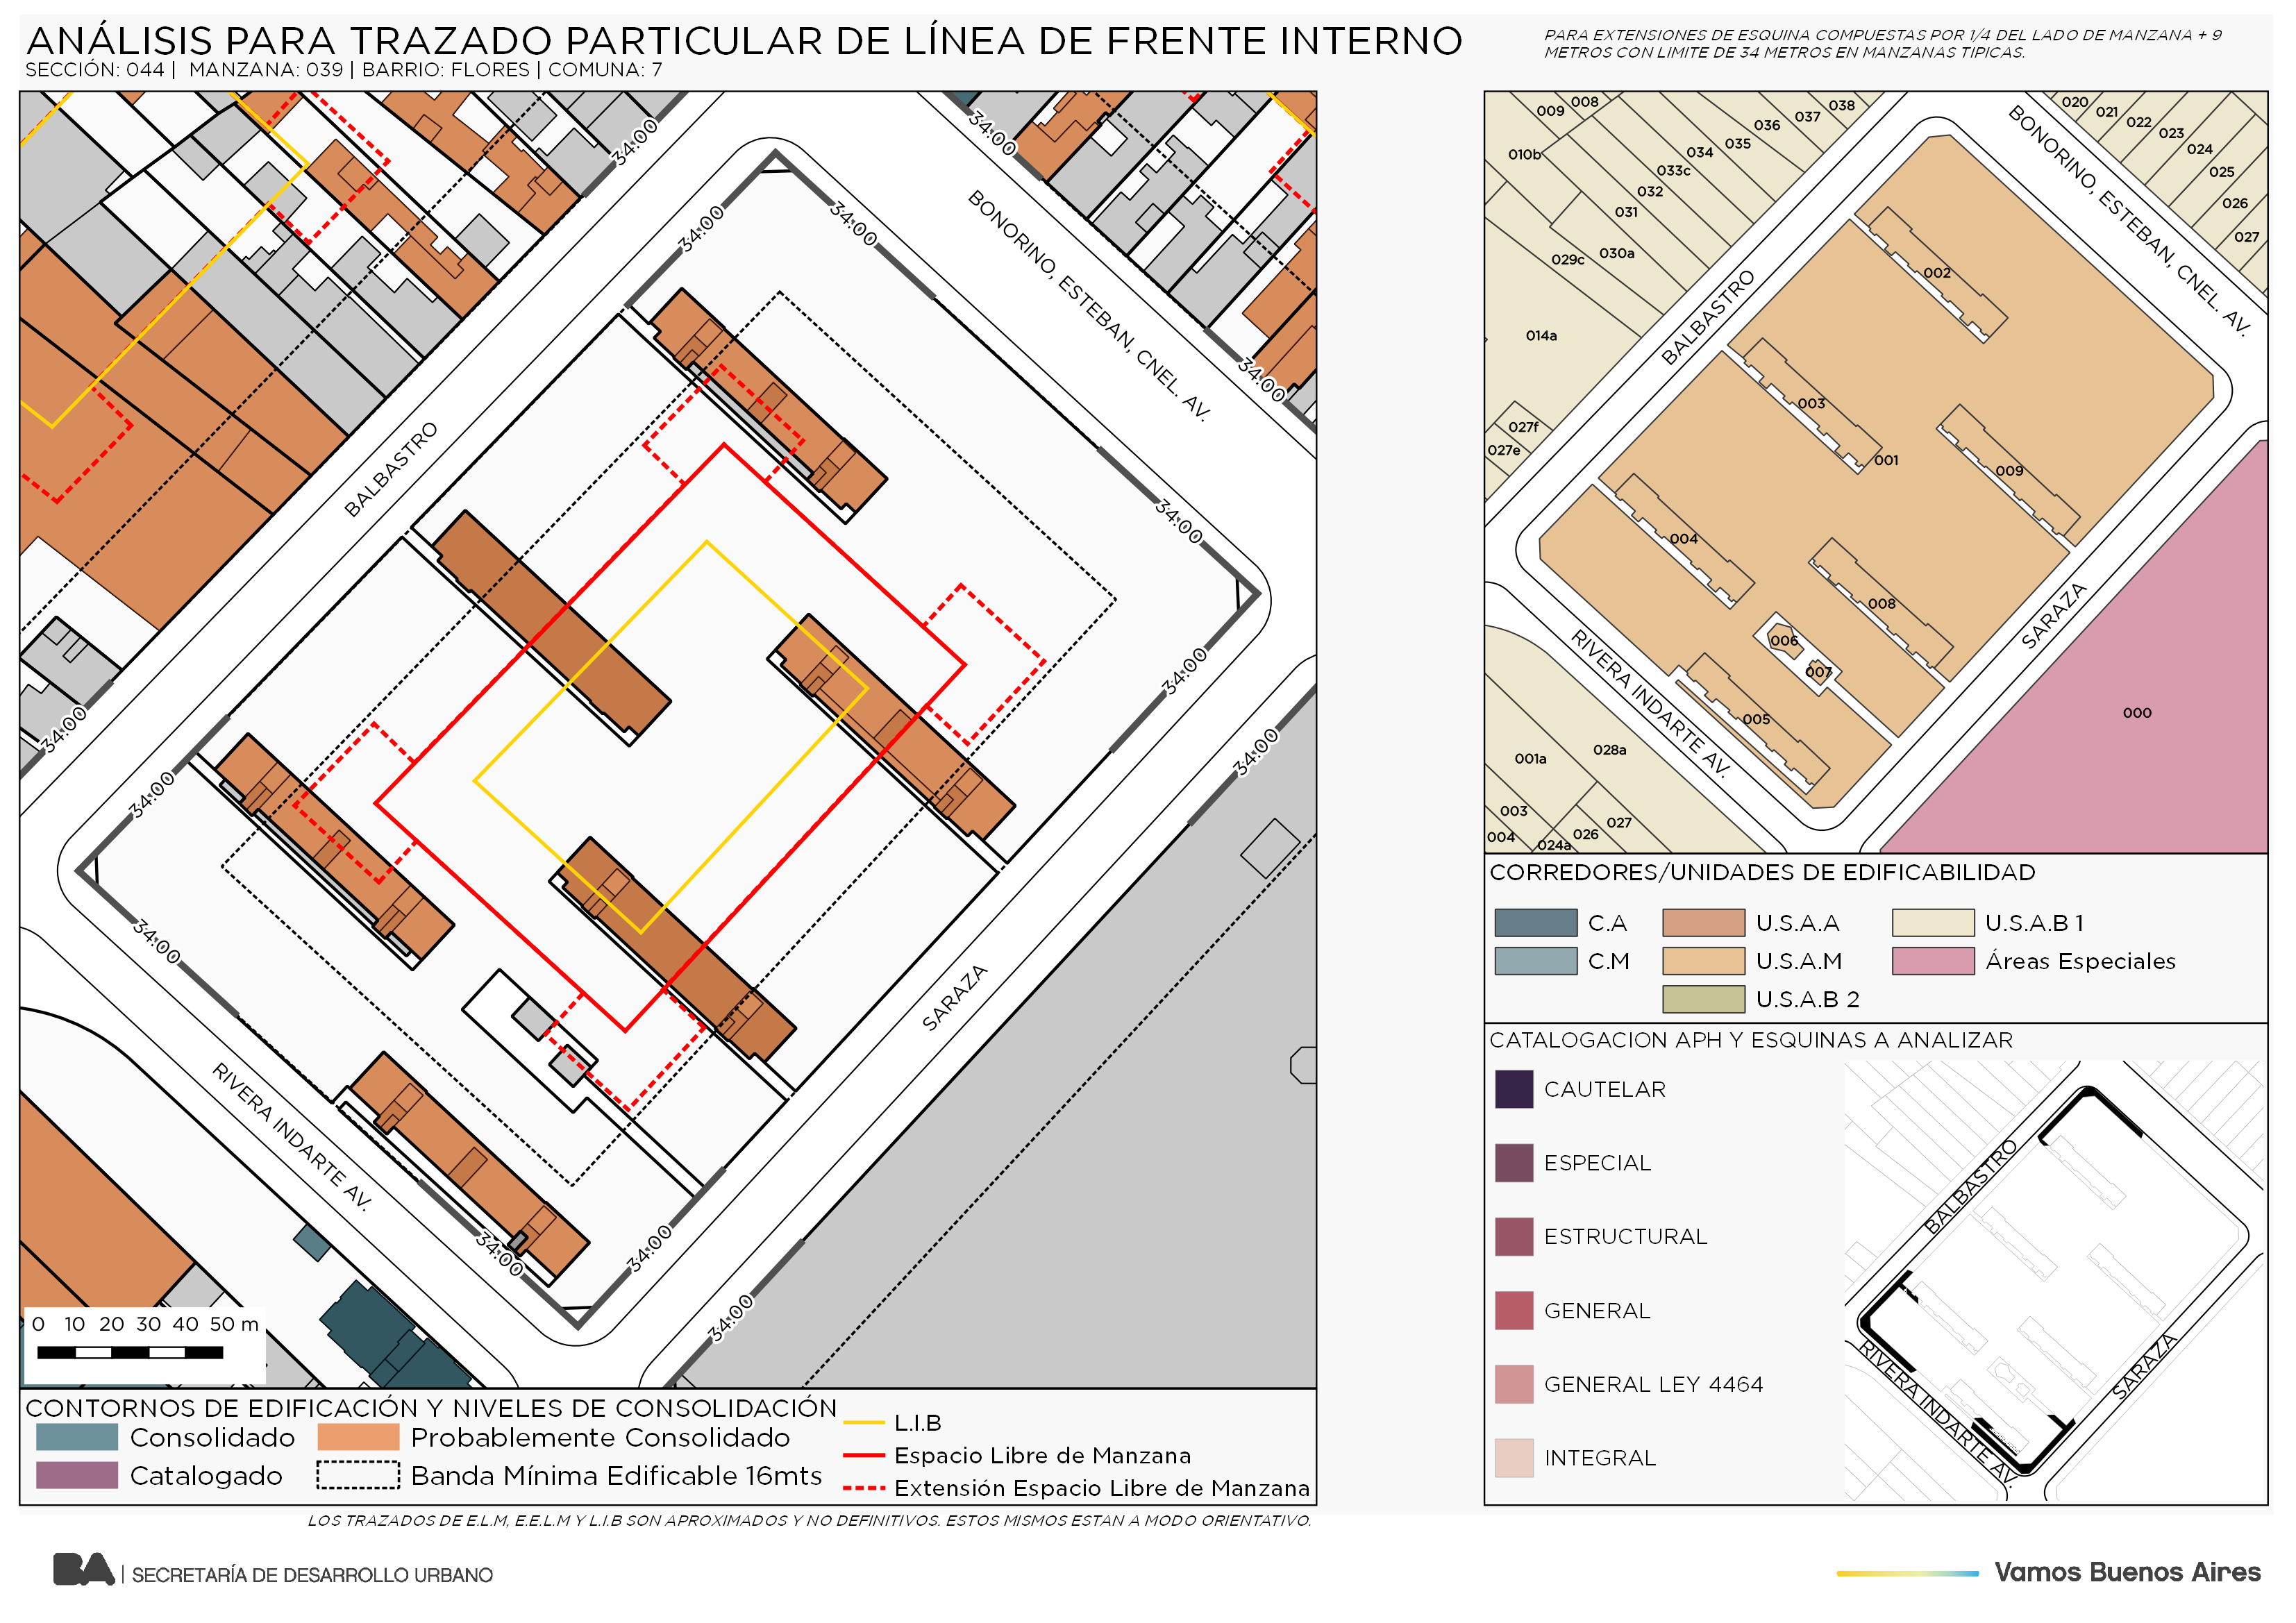 ANÁLISIS PARA TRAZADO PARTICULAR DE LÍNEA DE FRENTE INTERNO
SECCIÓN: 044 | MANZANA: 039 | BARRIO: FLORES | COMUNA: 7
PARA EXTENSIONES DE ESQUINA COMPUESTAS POR 1/4 DEL LADO DE MANZANA + 9
METROS CON LIMITE DE 34 METROS EN MANZANAS TIPICAS.
34:00
34:00
34:00
34:00
BONORINO, ESTEBAN, CNEL. AV.
34:00
BALBASTRO
34:00
34:00
34:00
34:00
34:00
34:00
SARAZA
RIVERA INDARTE AV.
34:00
34:00
34:00
0 10 20 30 40 50 m
CONTORNOS DE EDIFICACIÓN Y NIVELES DE CONSOLIDACIÓN
Consolidado
Probablemente Consolidado
Catalogado
Banda Mínima Edificable 16mts
L.I.B
Espacio Libre de Manzana
Extensión Espacio Libre de Manzana
LOS TRAZADOS DE E.L.M, E.E.L.M Y L.I.B SON APROXIMADOS Y NO DEFINITIVOS. ESTOS MISMOS ESTAN A MODO ORIENTATIVO.
009
008
038
037
036
035
034
033c
032
031
030a
010b
029c
014a
027f
027e
020
021
022
023
024
025
026
027
BONORINO, ESTEBAN, CNEL. AV.
BALBASTRO
002
003
001
009
004
008
006
007
005
SARAZA
RIVERA INDARTE AV.
000
001a
028a
003
004
024a
026
027
CORREDORES/UNIDADES DE EDIFICABILIDAD
C.A
U.S.A.A
U.S.A.B 1
C.M
U.S.A.M
Áreas Especiales
U.S.A.B 2
CATALOGACION APH Y ESQUINAS A ANALIZAR
CAUTELAR
ESPECIAL
ESTRUCTURAL
GENERAL
GENERAL LEY 4464
INTEGRAL
BALBASTRO
RIVERA INDARTE AV.
SARAZA
BA | SECRETARÍA DE DESARROLLO URBANO
Vamos Buenos Aires